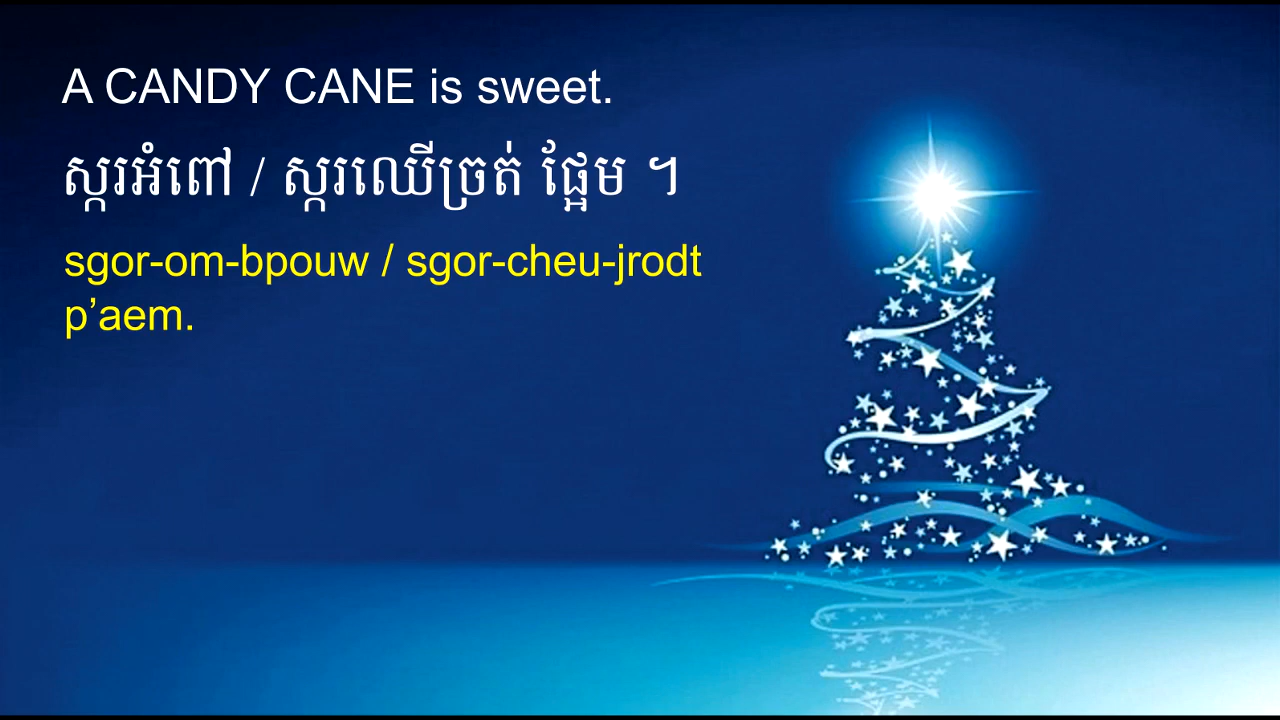 A CANDY CANE is sweet.
ស្ករអំពៅ / ស្ករឈើច្រត់ ផ្អែម ។
sgor-om-bpouw / sgor-cheu-jrodt
p’aem.